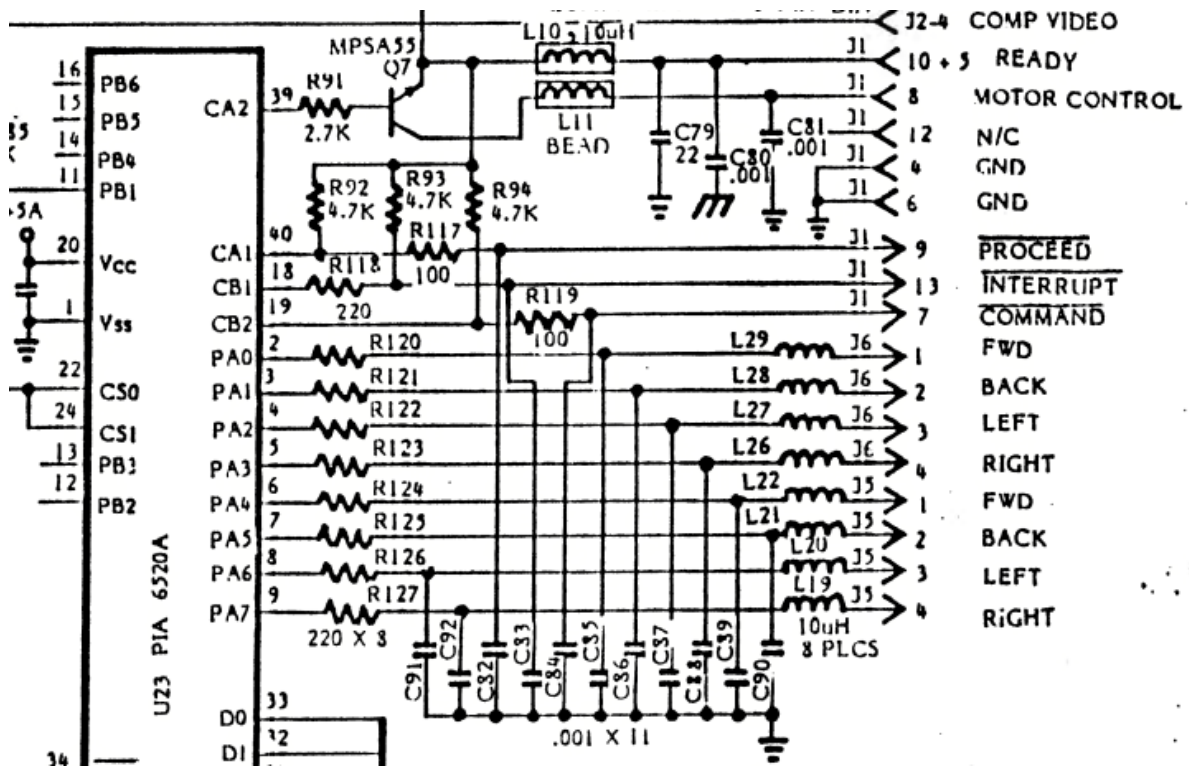 J2-4 COMP VIDEO
L10 10uH
MPSA55
Q7
J1
10 + 5 READY
16
PB6
R91
39
CA2
2.7K
J1
8 MOTOR CONTROL
15
PB5
L11
BEAD
C79
22
C80
.001
C81
.001
J1
12 N/C
14
PB4
J1
4 GND
11
PB1
R92
4.7K
R93
4.7K
R94
4.7K
J1
6 GND
20
Vcc
40
CA1
R117
100
J1
9 PROCEED
18
CB1
R118
220
J1
13 INTERRUPT
1
Vss
19
CB2
R119
100
J1
7 COMMAND
2
PA0
R120
L29
J6
1
FWD
22
CS0
3
PA1
R121
L28
J6
2
BACK
24
CS1
4
PA2
R122
L27
J6
3
LEFT
13
PB3
5
PA3
R123
L26
J6
4
RIGHT
12
PB2
6
PA4
R124
L22
J5
1
FWD
7
PA5
R125
L21
J5
2
BACK
8
PA6
R126
L20
J5
3
LEFT
9
PA7
R127
L19
J5
4
RiGHT
220 X 8
10uH
8 PLCS
C91
C92
C82
C83
C84
C85
C86
C87
C88
C89
C90
.001 X 11
U23 PIA 6520A
33
D0
32
D1
34